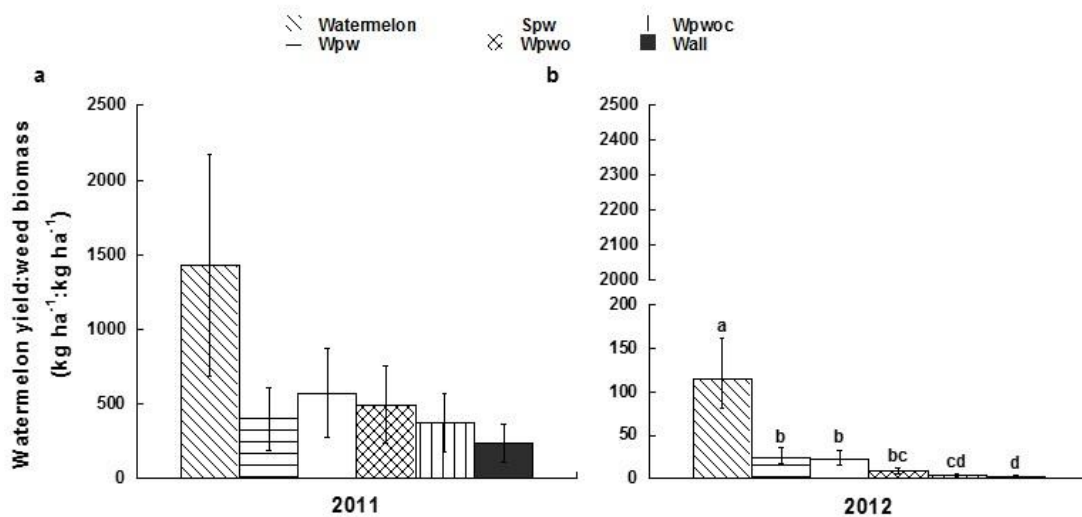 Watermelon Spw Wpwoc
Wpw Wpwo Wall
a
b
Watermelon yield:weed biomass
(kg ha⁻¹:kg ha⁻¹)
2500
2000
1500
1000
500
0
2011
2500
2400
2300
2200
2100
2000
200
150
100
50
0
a
b
b
bc
cd
d
2012